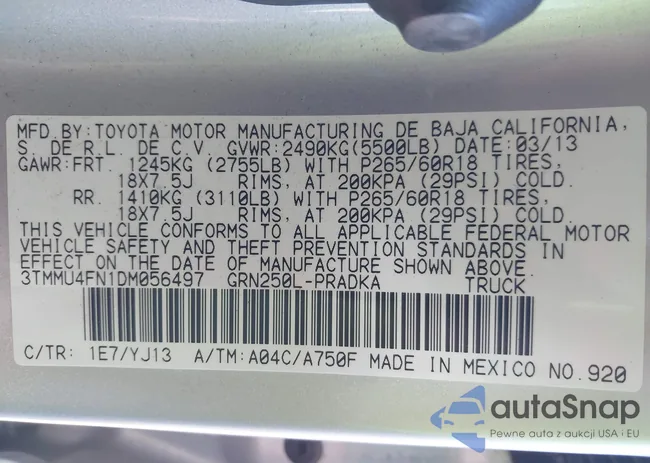 MFD.BY:TOYOTA MOTOR MANUFACTURING DE BAJA CALIFORNIA,
S. DE R.L. DE C.V. GVWR:2490KG(5500LB) DATE:03/13
GAWR:FRT. 1245KG (2755LB) WITH P265/60R18 TIRES,
18X7.5J RIMS, AT 200KPA (29PSI) COLD.
RR. 1410KG (3110LB) WITH P265/60R18 TIRES,
18X7.5J RIMS, AT 200KPA (29PSI) COLD.
THIS VEHICLE CONFORMS TO ALL APPLICABLE FEDERAL MOTOR
VEHICLE SAFETY AND THEFT PREVENTION STANDARDS IN
EFFECT ON THE DATE OF MANUFACTURE SHOWN ABOVE.
3TMMU4FN1DM056497 GRN250L-PRADKA TRUCK
C/TR: 1E7/YJ13 A/TM:A04C/A750F MADE IN MEXICO NO.920
autaSnap
Pewne auta z aukcji USA i EU